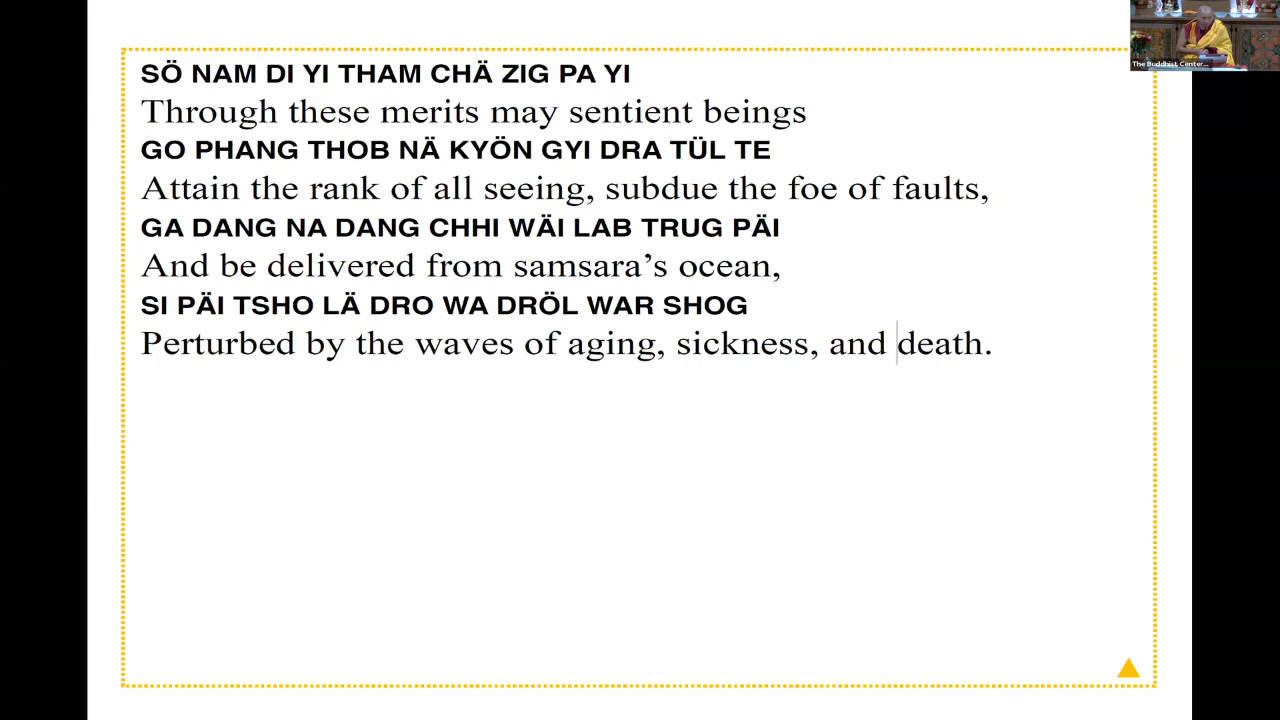 SÖ NAM DI YI THAM CHÄ ZIG PA YI
Through these merits may sentient beings
GO PHANG THOB NÄ KYÖN GYI DRA TÜL TE
Attain the rank of all seeing, subdue the foe of faults,
GA DANG NA DANG CHHI WÄI LAB TRUG PÄI
And be delivered from samsara’s ocean,
SI PÄI TSHO LÄ DRO WA DRÖL WAR SHOG
Perturbed by the waves of aging, sickness, and death.
The Buddhist Center...